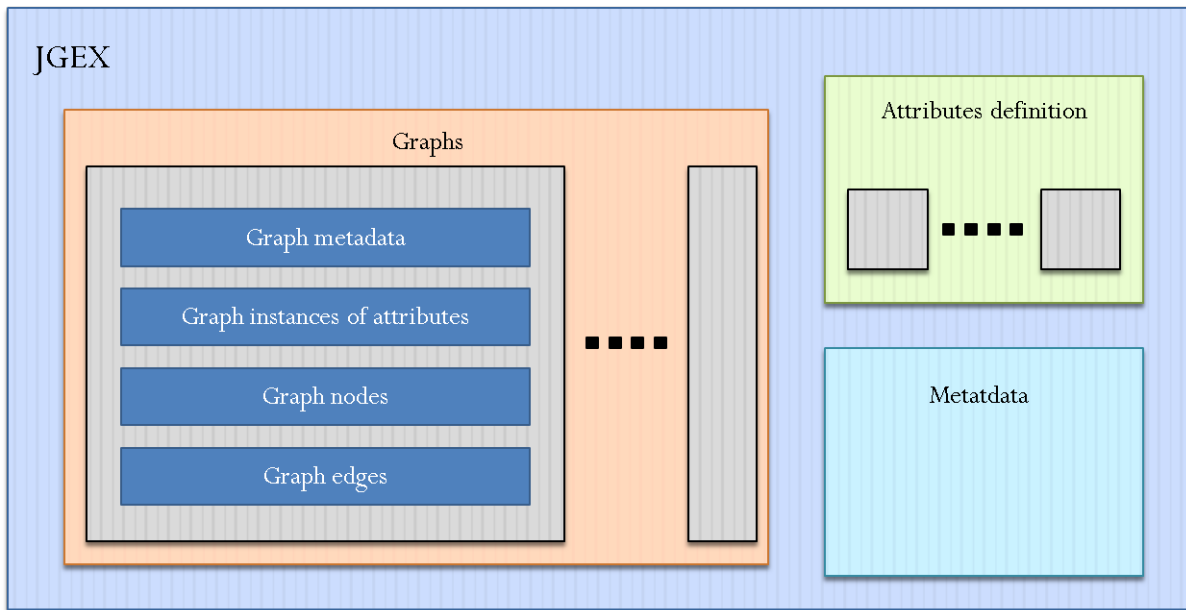 JGEX
Graphs
Graph metadata
Graph instances of attributes
Graph nodes
Graph edges
Attributes definition
Metatdata